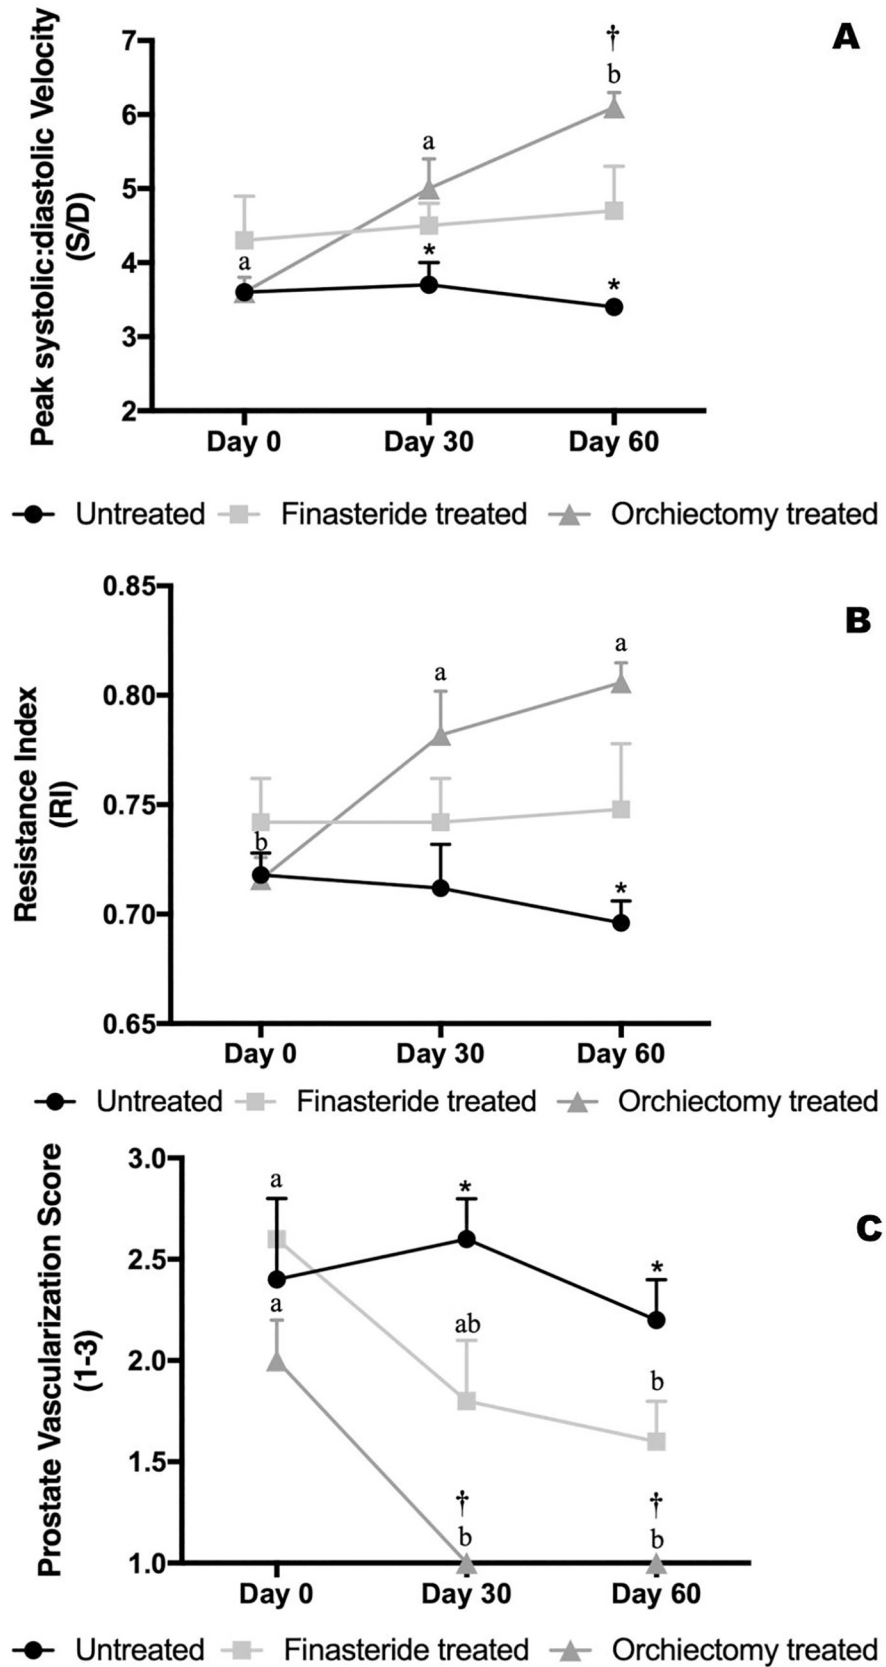 A
Peak systolic:diastolic Velocity
(S/D)
7
†
b
6
a
5
4
a
*
*
3
2
Day 0 Day 30 Day 60
Untreated Finasteride treated Orchiectomy treated
B
Resistance Index
(RI)
0.85
a
a
0.80
0.75
b
*
0.70
0.65
Day 0 Day 30 Day 60
Untreated Finasteride treated Orchiectomy treated
C
Prostate Vascularization Score
(1-3)
3.0
a
*
2.5
*
a
ab
2.0
b
1.5
† †
b b
1.0
Day 0 Day 30 Day 60
Untreated Finasteride treated Orchiectomy treated